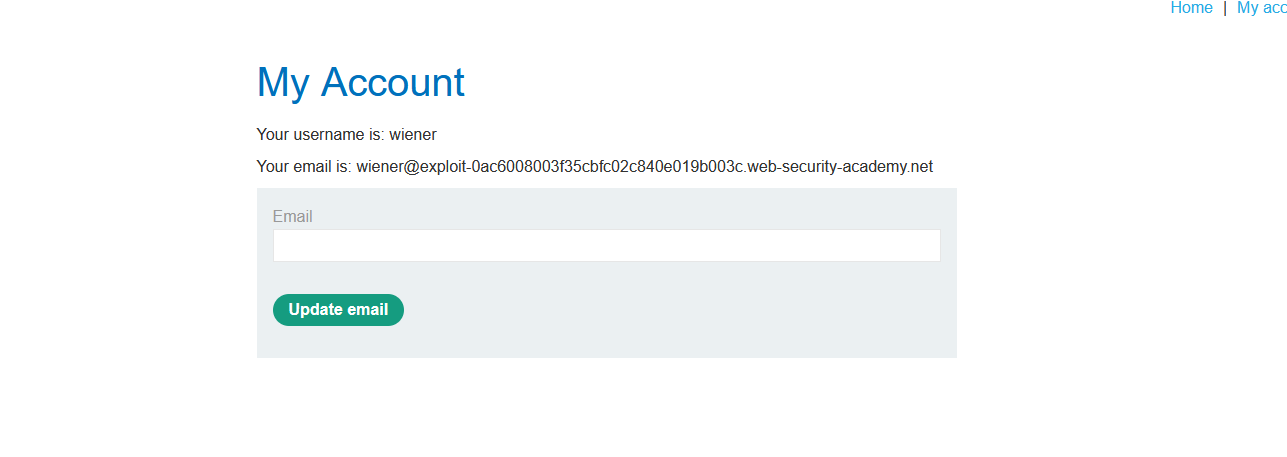 Home | My acc
My Account
Your username is: wiener
Your email is: wiener@exploit-0ac6008003f35cbfc02c840e019b003c.web-security-academy.net
Email
Update email